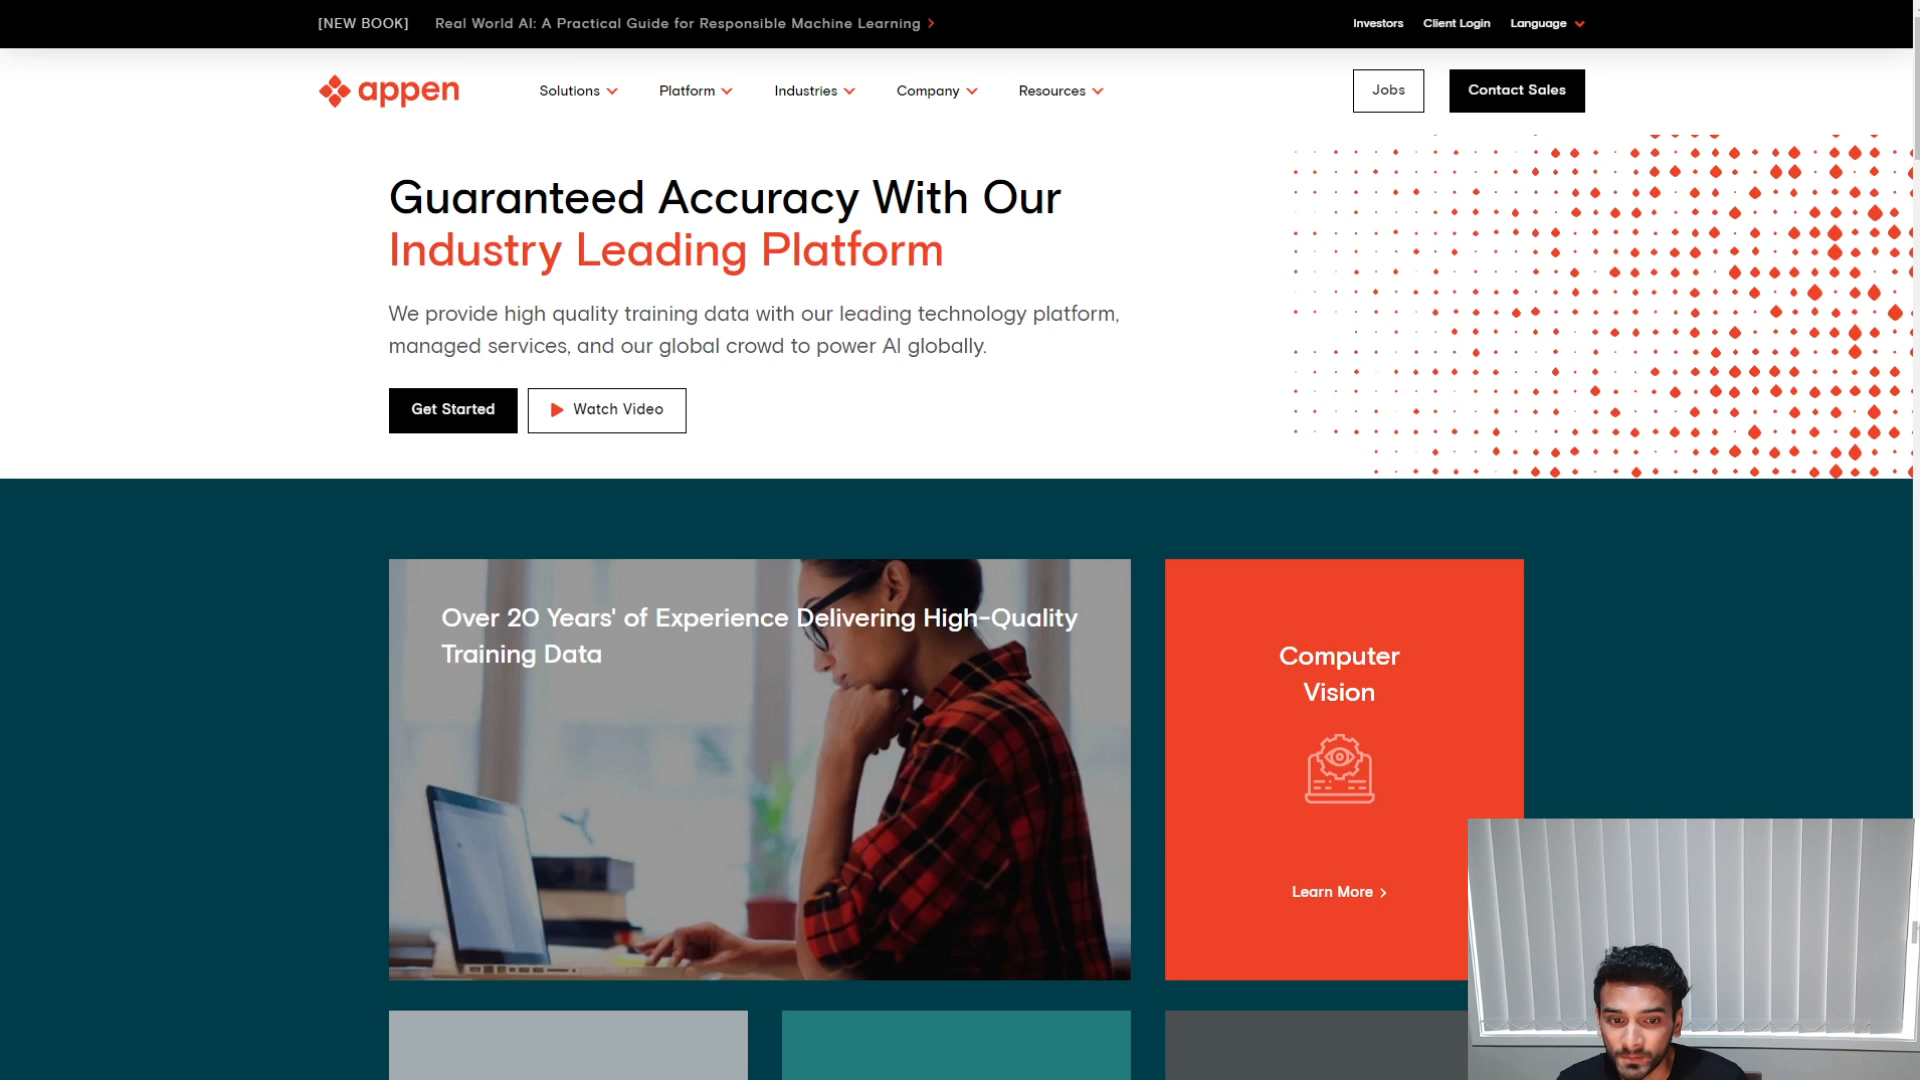 [NEW BOOK] Real World AI: A Practical Guide for Responsible Machine Learning
Investors Client Login Language
appen
Solutions Platform Industries Company Resources
Jobs Contact Sales
Guaranteed Accuracy With Our
Industry Leading Platform
We provide high quality training data with our leading technology platform,
managed services, and our global crowd to power AI globally.
Get Started Watch Video
Over 20 Years' of Experience Delivering High-Quality
Training Data
Computer
Vision
Learn More